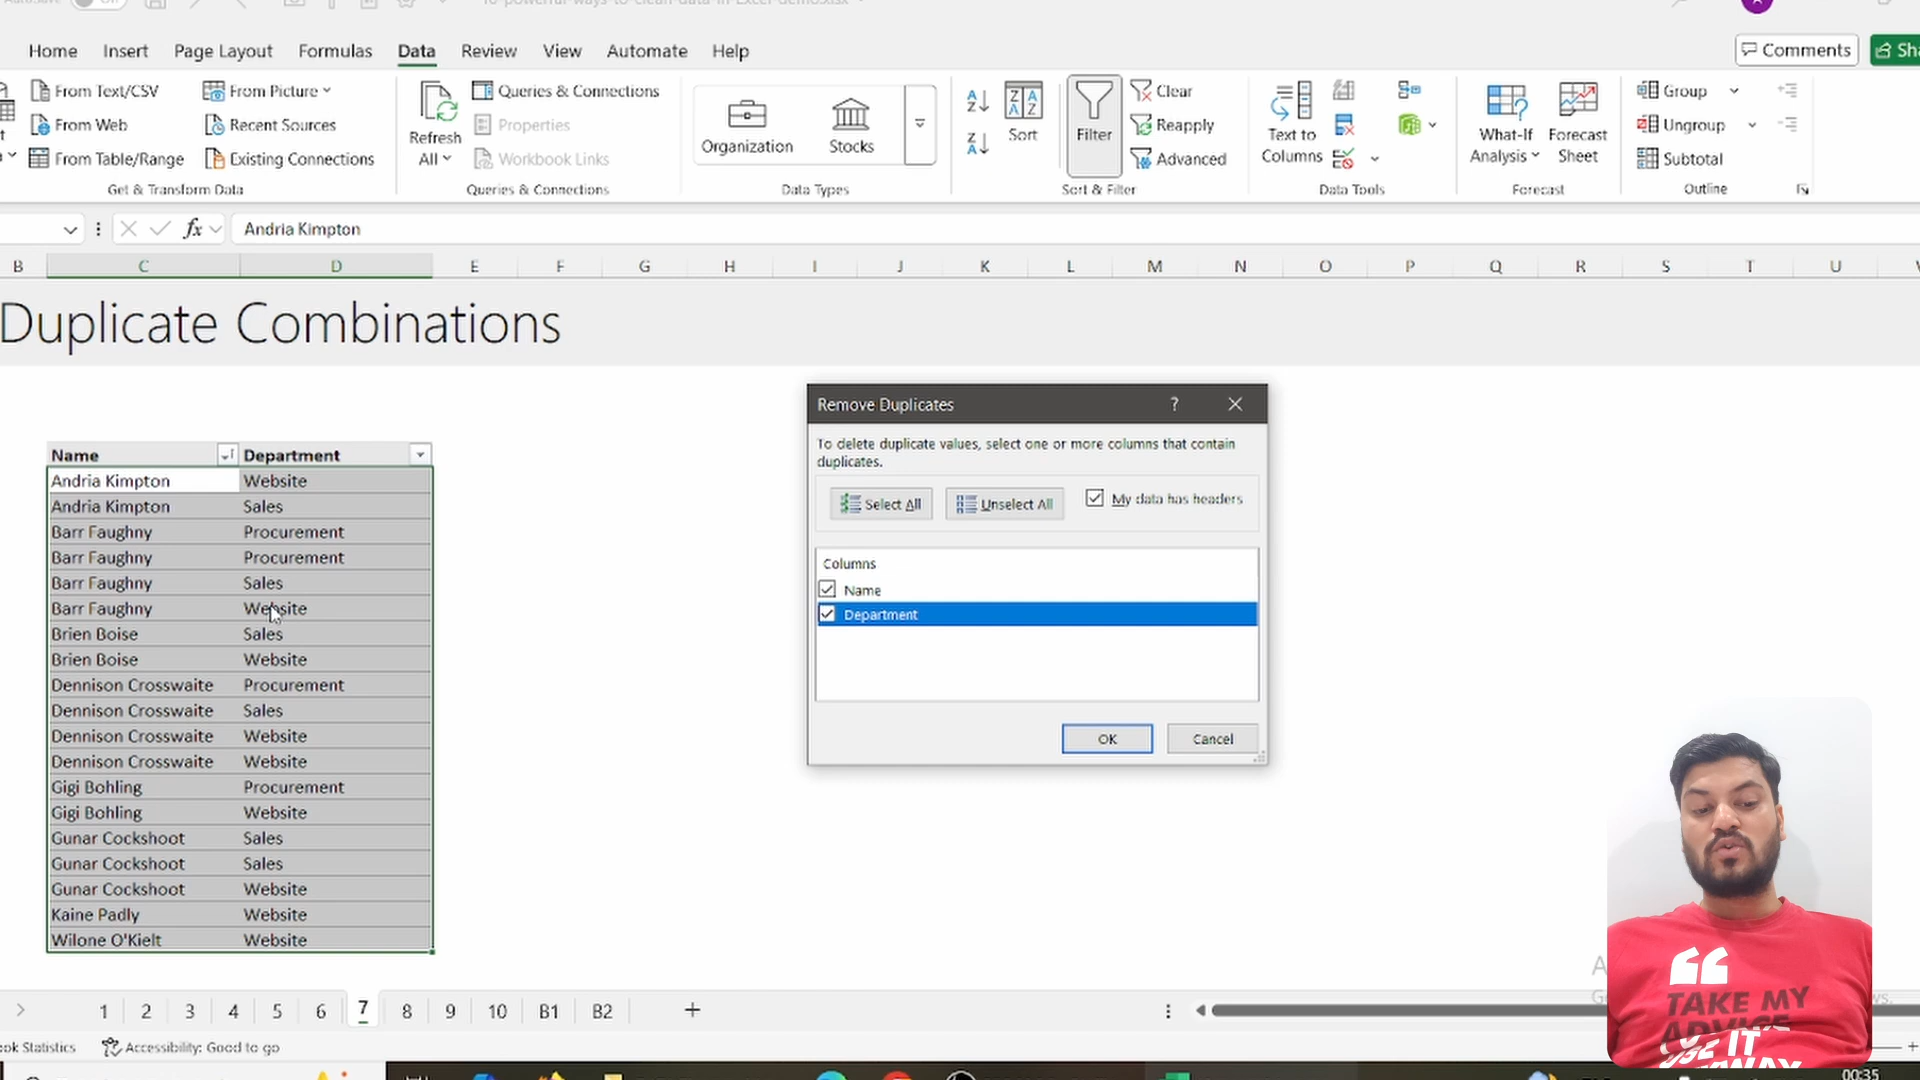 Home Insert Page Layout Formulas Data Review View Automate Help Comments
From Text/CSV From Picture Queries & Connections Clear Group
From Web Recent Sources Refresh All Properties Organization Stocks Sort Filter Reapply Text to Columns What-If Analysis Forecast Sheet Ungroup
From Table/Range Existing Connections Workbook Links Advanced Subtotal
Get & Transform Data Queries & Connections Data Types Sort & Filter Data Tools Forecast Outline
fx Andria Kimpton
B C D E F G H I J K L M N O P Q R S T U
Duplicate Combinations
Name Department
Andria Kimpton Website
Andria Kimpton Sales
Barr Faughny Procurement
Barr Faughny Procurement
Barr Faughny Sales
Barr Faughny Website
Brien Boise Sales
Brien Boise Website
Dennison Crosswaite Procurement
Dennison Crosswaite Sales
Dennison Crosswaite Website
Dennison Crosswaite Website
Gigi Bohling Procurement
Gigi Bohling Website
Gunar Cockshoot Sales
Gunar Cockshoot Sales
Gunar Cockshoot Website
Kaine Padly Website
Wilone O'Kielt Website
Remove Duplicates ?
To delete duplicate values, select one or more columns that contain
duplicates.
Select All Unselect All My data has headers
Columns
Name
Department
OK Cancel
TAKE MY
ADVICE
IT
1 2 3 4 5 6 7 8 9 10 B1 B2
Statistics Accessibility: Good to go
00:35